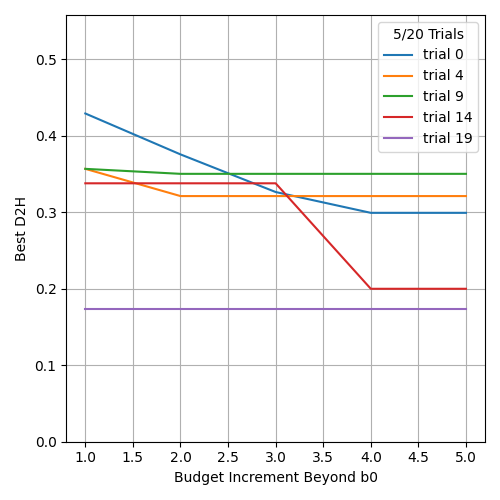 5/20 Trials
trial 0
trial 4
trial 9
trial 14
trial 19
Best D2H
0.5
0.4
0.3
0.2
0.1
0.0
1.0 1.5 2.0 2.5 3.0 3.5 4.0 4.5 5.0
Budget Increment Beyond b0